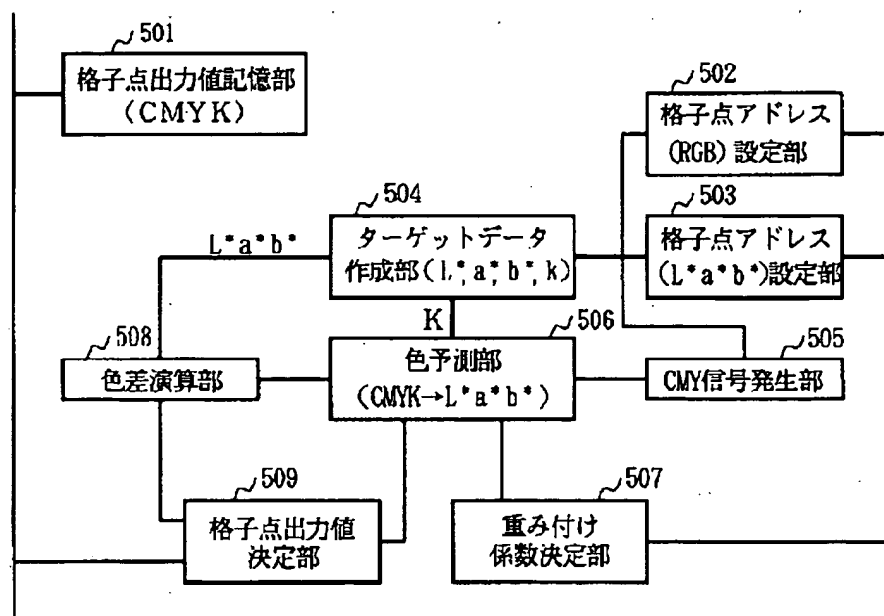 501
格子点出力値記憶部
(CMYK)
502
格子点アドレス
(RGB)設定部
504
ターゲットデータ
作成部(L*,a*,b*,k)
503
格子点アドレス
(L*a*b*)設定部
L*a*b*
K
508
色差演算部
506
色予測部
(CMYK→L*a*b*)
505
CMY信号発生部
509
格子点出力値
決定部
507
重み付け
係数決定部